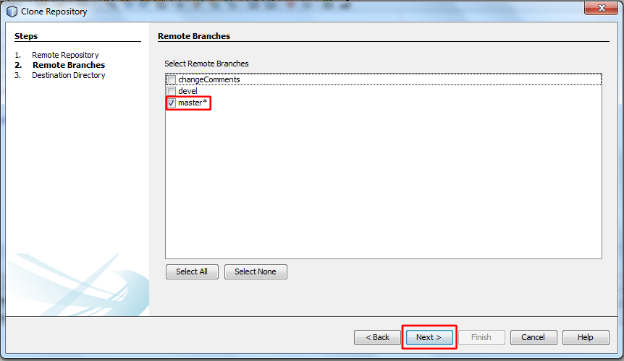 Clone Repository
Steps
1. Remote Repository
2. Remote Branches
3. Destination Directory
Remote Branches
Select Remote Branches
changeComments
devel
master*
Select All
Select None
< Back
Next >
Finish
Cancel
Help